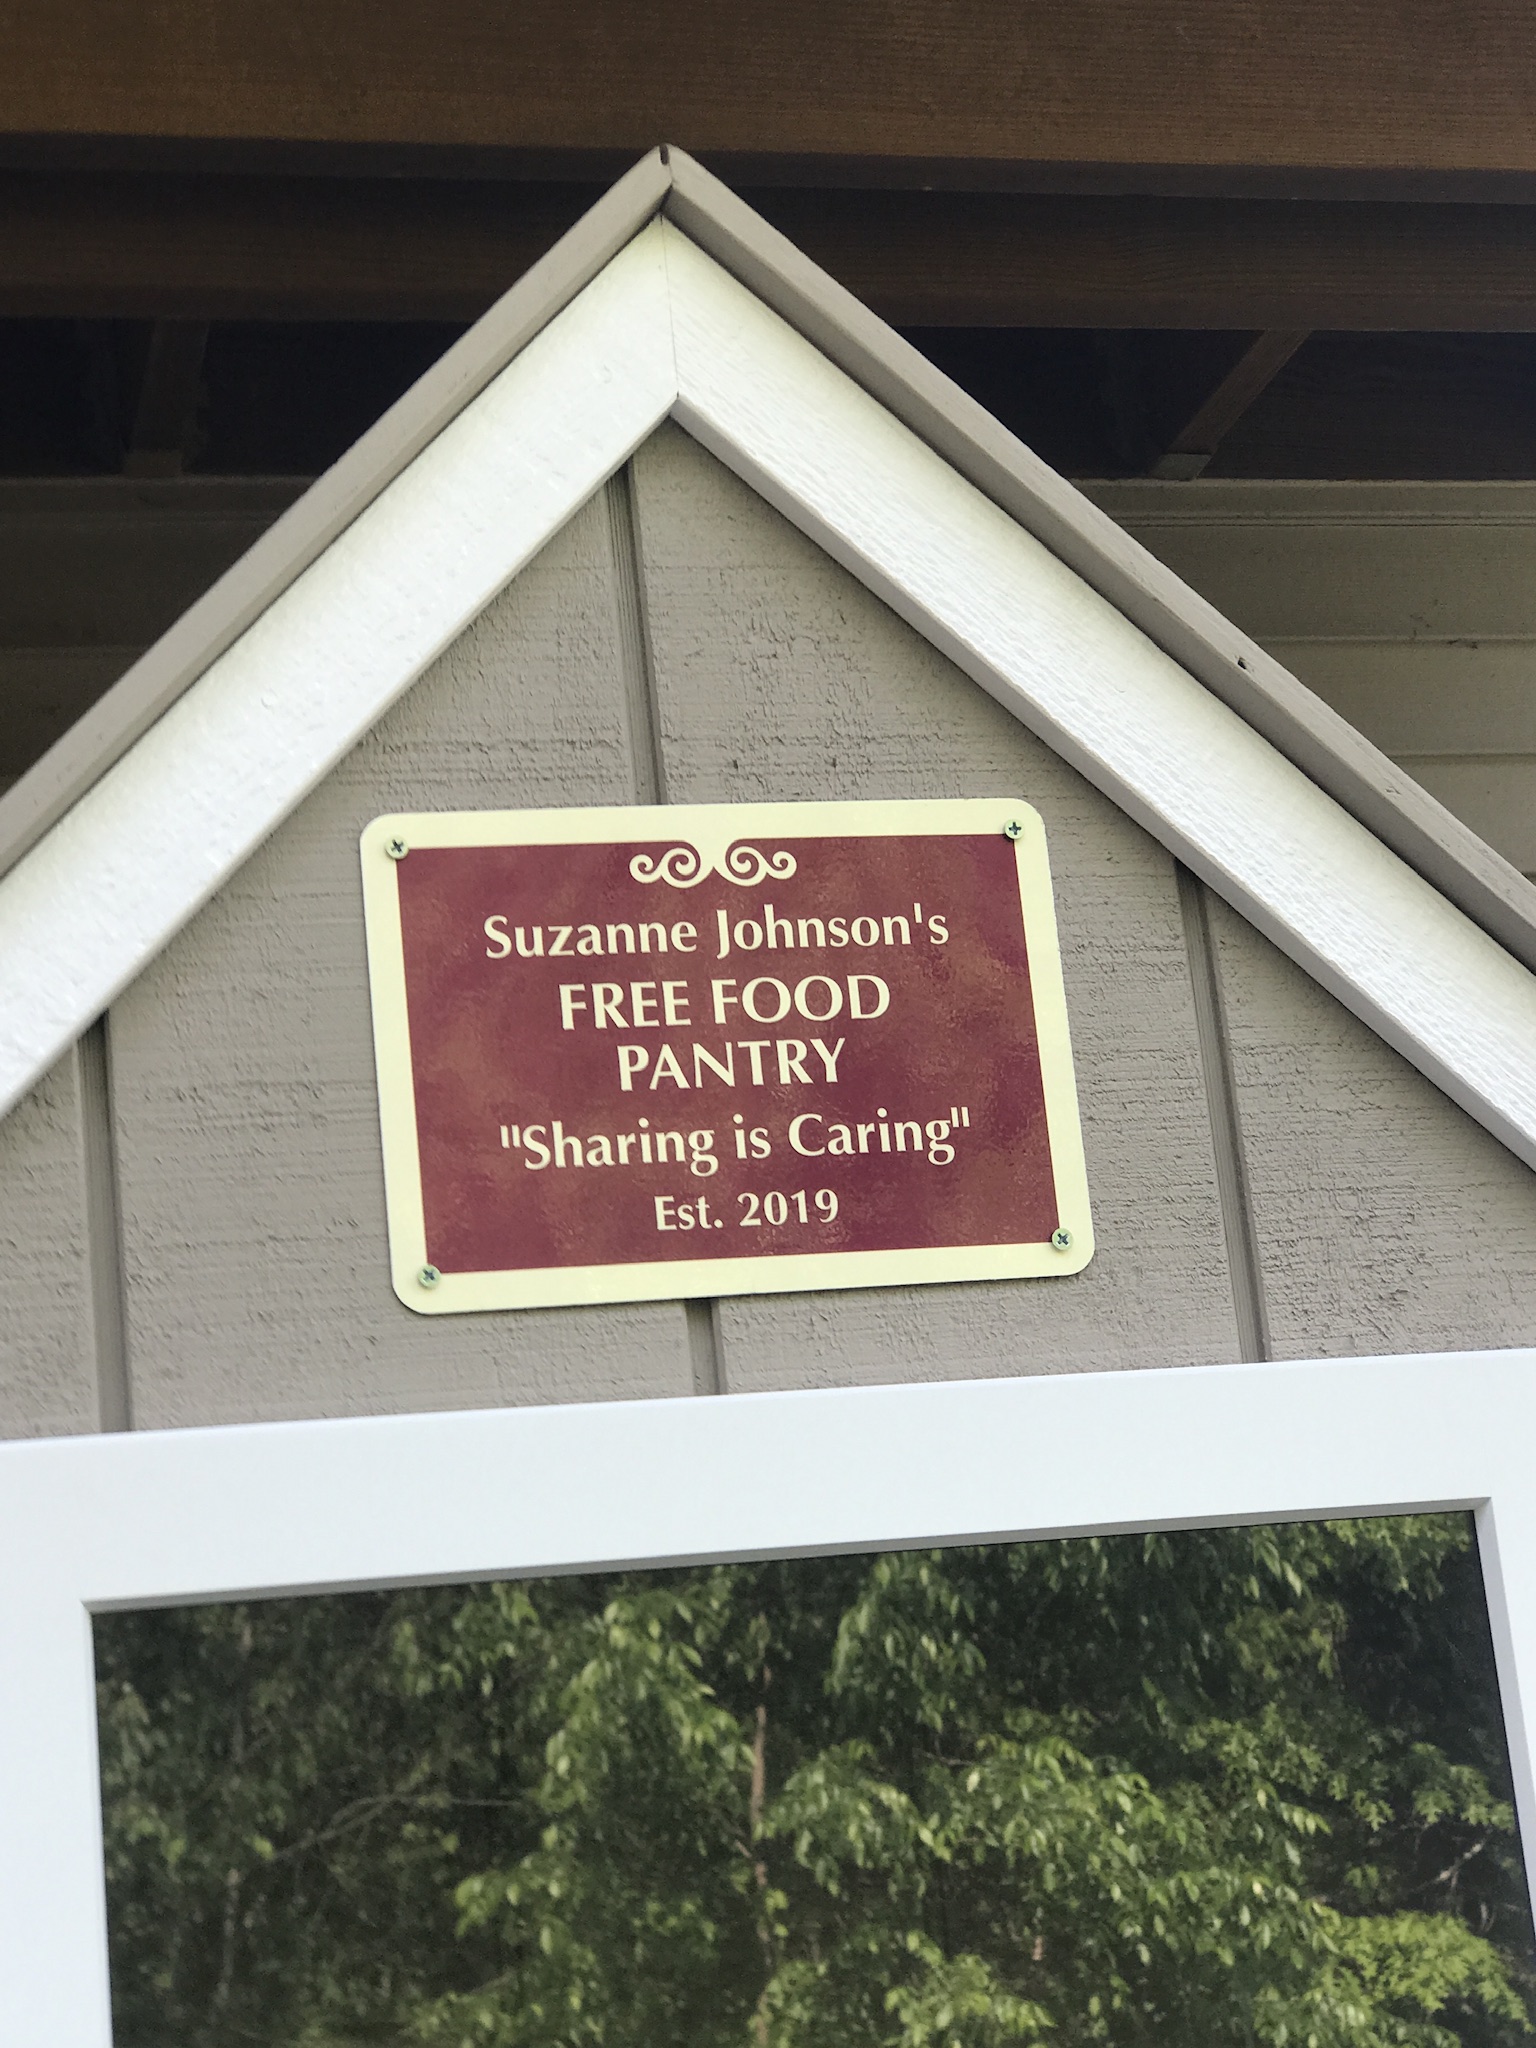 Suzanne Johnson's
FREE FOOD
PANTRY
"Sharing is Caring"
Est. 2019